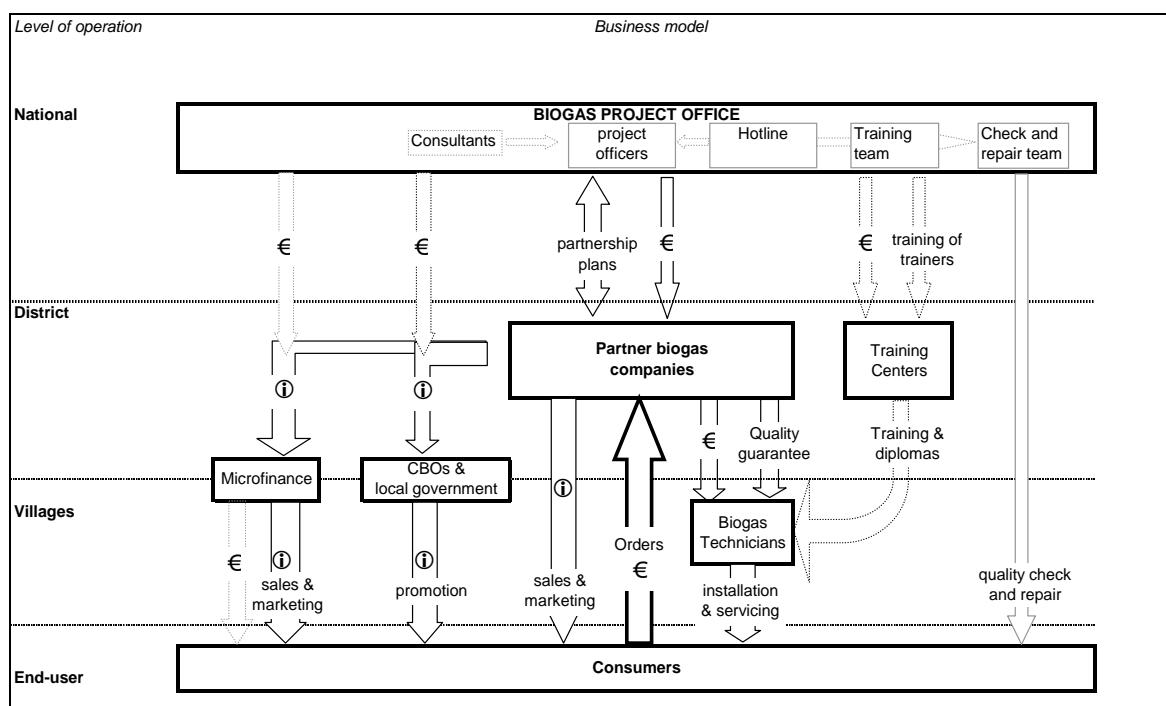 Level of operation
Business model
National
BIOGAS PROJECT OFFICE
Consultants
project
officers
Hotline
Training
team
Check and
repair team
€
€
partnership
plans
€
€
training of
trainers
District
Partner biogas
companies
Training
Centers
ⓘ
ⓘ
€
Quality
guarantee
Training &
diplomas
Microfinance
CBOs &
local government
ⓘ
Villages
Biogas
Technicians
€
ⓘ
sales &
marketing
ⓘ
promotion
sales &
marketing
Orders
€
installation
& servicing
quality check
and repair
End-user
Consumers